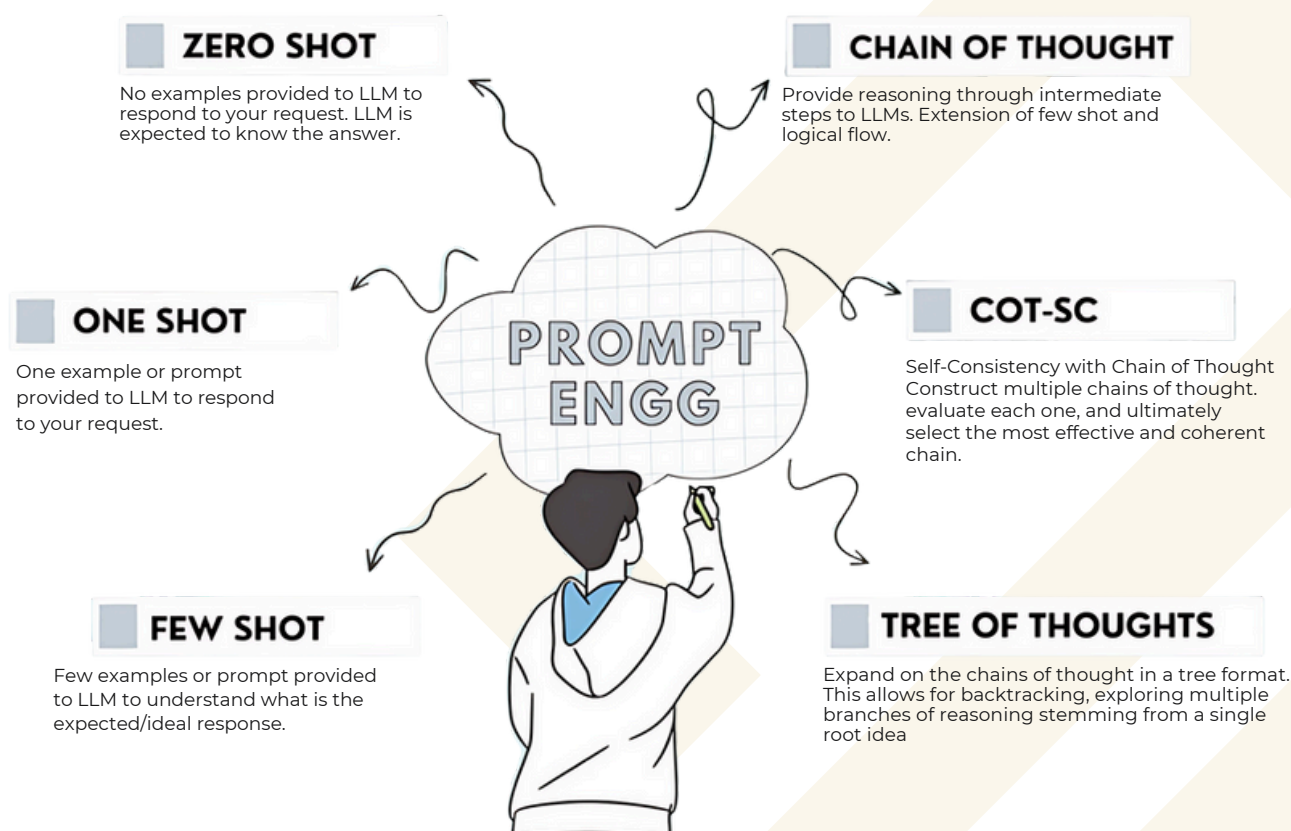 ZERO SHOT
No examples provided to LLM to
respond to your request. LLM is
expected to know the answer.
CHAIN OF THOUGHT
Provide reasoning through intermediate
steps to LLMs. Extension of few shot and
logical flow.
ONE SHOT
One example or prompt
provided to LLM to respond
to your request.
PROMPT
ENGG
COT-SC
Self-Consistency with Chain of Thought
Construct multiple chains of thought.
evaluate each one, and ultimately
select the most effective and coherent
chain.
FEW SHOT
Few examples or prompt provided
to LLM to understand what is the
expected/ideal response.
TREE OF THOUGHTS
Expand on the chains of thought in a tree format.
This allows for backtracking, exploring multiple
branches of reasoning stemming from a single
root idea